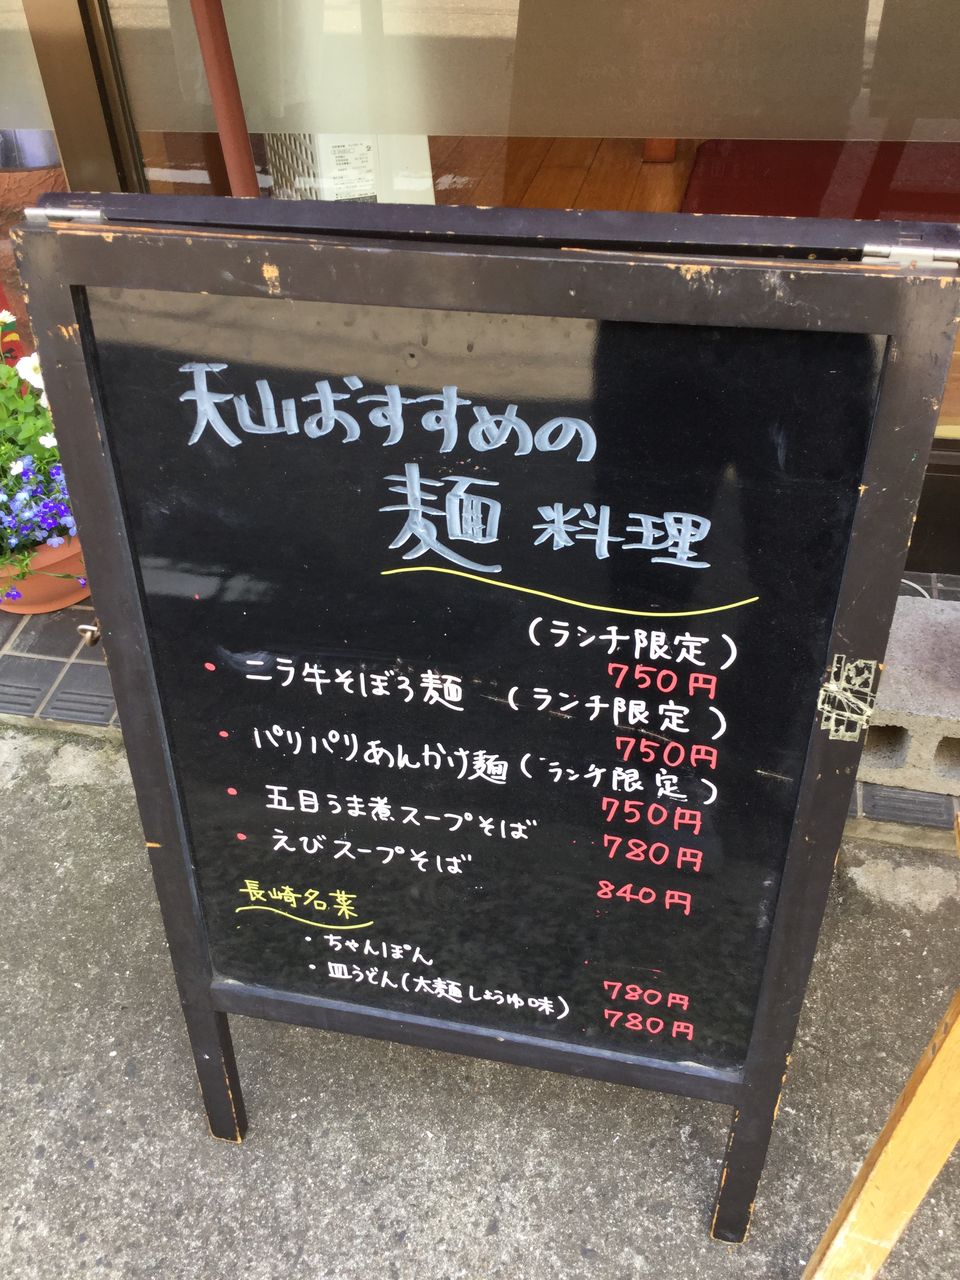 天山おすすめの
麺 料理
(ランチ限定)
750円
・ニラ牛そぼろ麺 (ランチ限定)
750円
・パリパリあんかけ麺 (ランチ限定)
750円
・五目うま煮スープそば 780円
・えびスープそば 840円
長崎名菜
・ちゃんぽん 780円
・皿うどん(太麺しょうゆ味) 780円